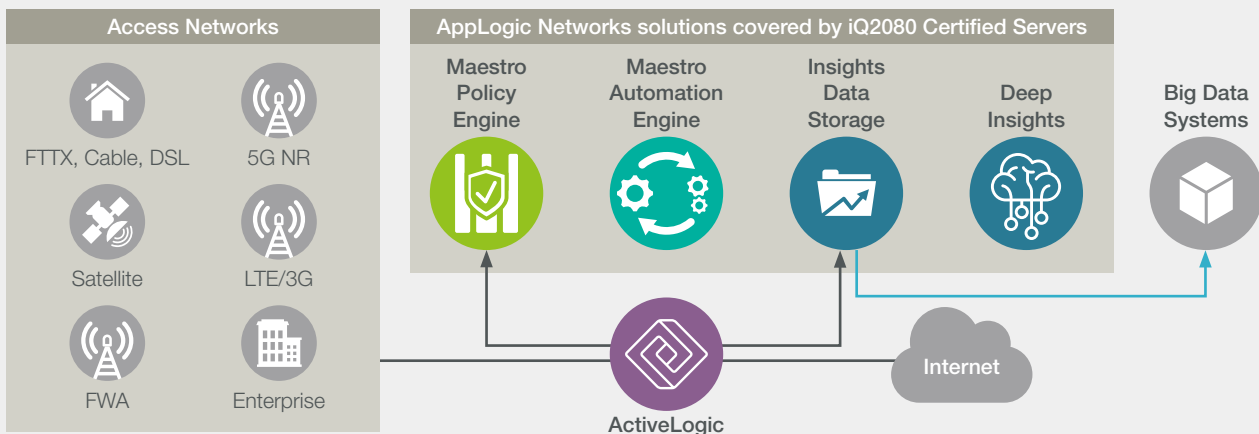 Access Networks
FTTX, Cable, DSL
5G NR
Satellite
LTE/3G
FWA
Enterprise
AppLogic Networks solutions covered by iQ2080 Certified Servers
Maestro
Policy
Engine
Maestro
Automation
Engine
Insights
Data
Storage
Deep
Insights
Big Data
Systems
ActiveLogic
Internet